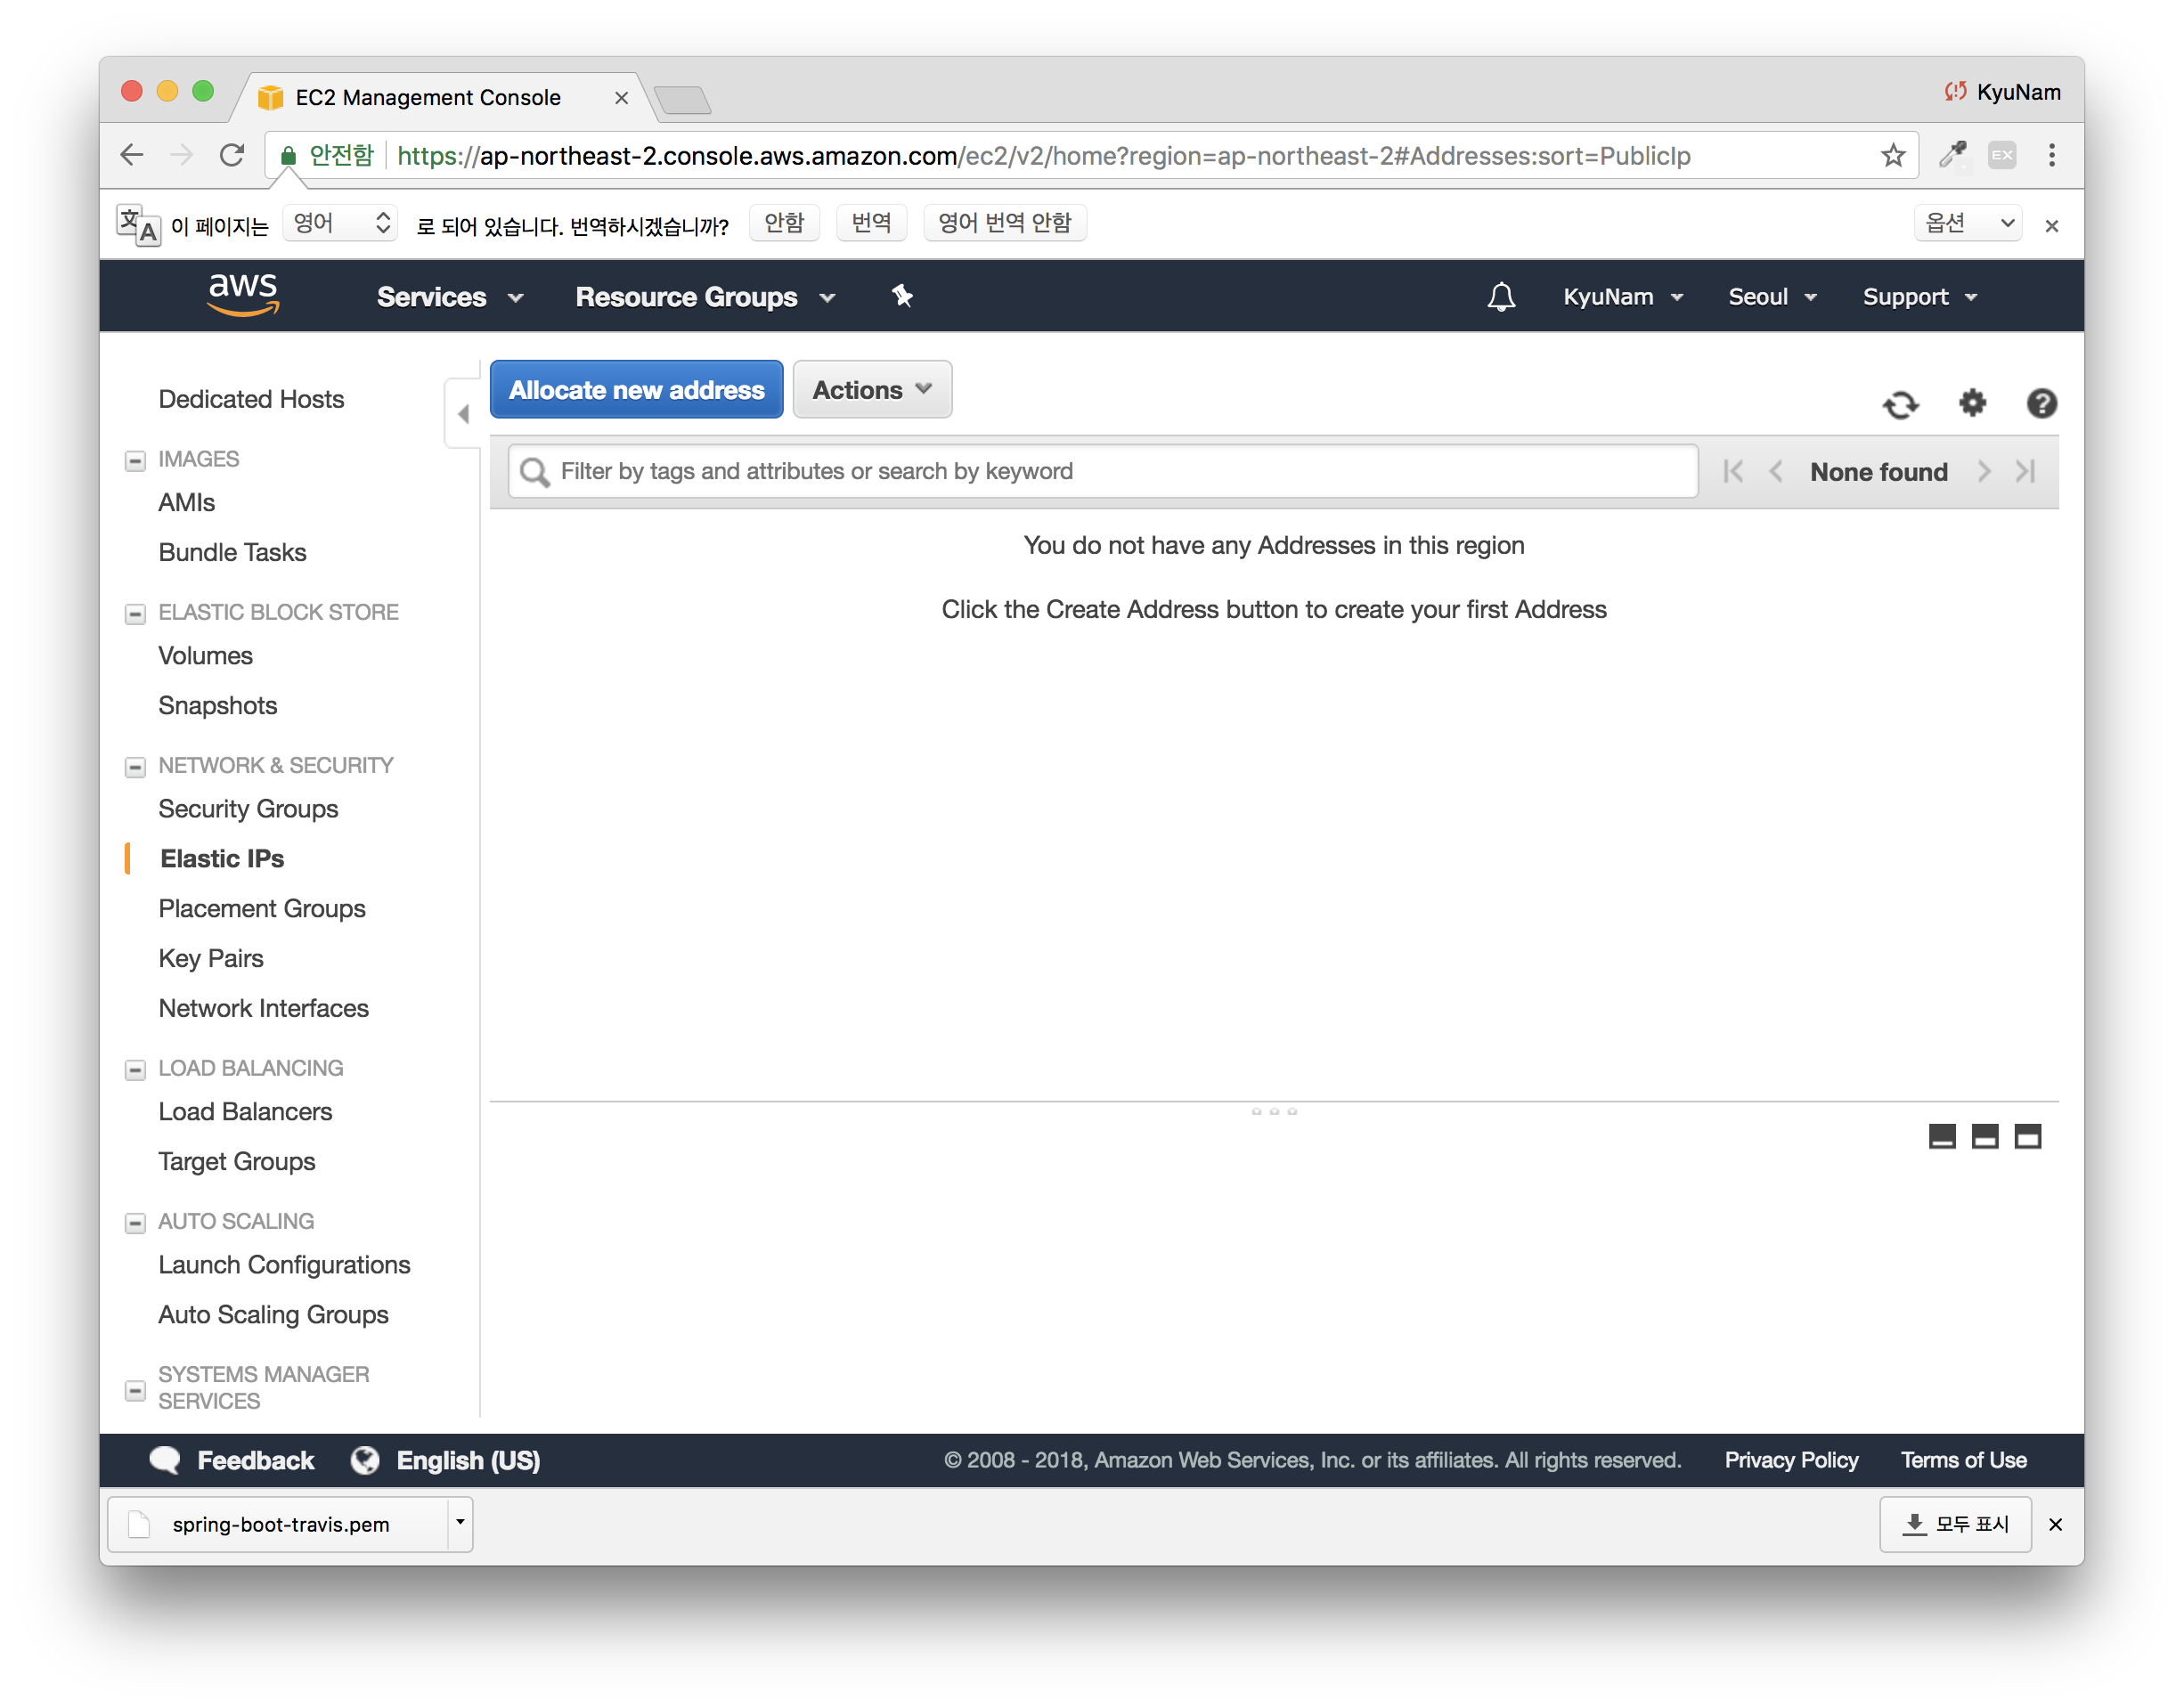 EC2 Management Console
KyuNam
안전함 https://ap-northeast-2.console.aws.amazon.com/ec2/v2/home?region=ap-northeast-2#Addresses:sort=PublicIp
EX
文A 이 페이지는 영어 로 되어 있습니다. 번역하시겠습니까? 안함 번역 영어 번역 안함 옵션
aws Services Resource Groups KyuNam Seoul Support
Dedicated Hosts
IMAGES
AMIs
Bundle Tasks
ELASTIC BLOCK STORE
Volumes
Snapshots
NETWORK & SECURITY
Security Groups
Elastic IPs
Placement Groups
Key Pairs
Network Interfaces
LOAD BALANCING
Load Balancers
Target Groups
AUTO SCALING
Launch Configurations
Auto Scaling Groups
SYSTEMS MANAGER
SERVICES
Allocate new address Actions
Filter by tags and attributes or search by keyword None found
You do not have any Addresses in this region
Click the Create Address button to create your first Address
Feedback English (US) © 2008 - 2018, Amazon Web Services, Inc. or its affiliates. All rights reserved. Privacy Policy Terms of Use
spring-boot-travis.pem 모두 표시